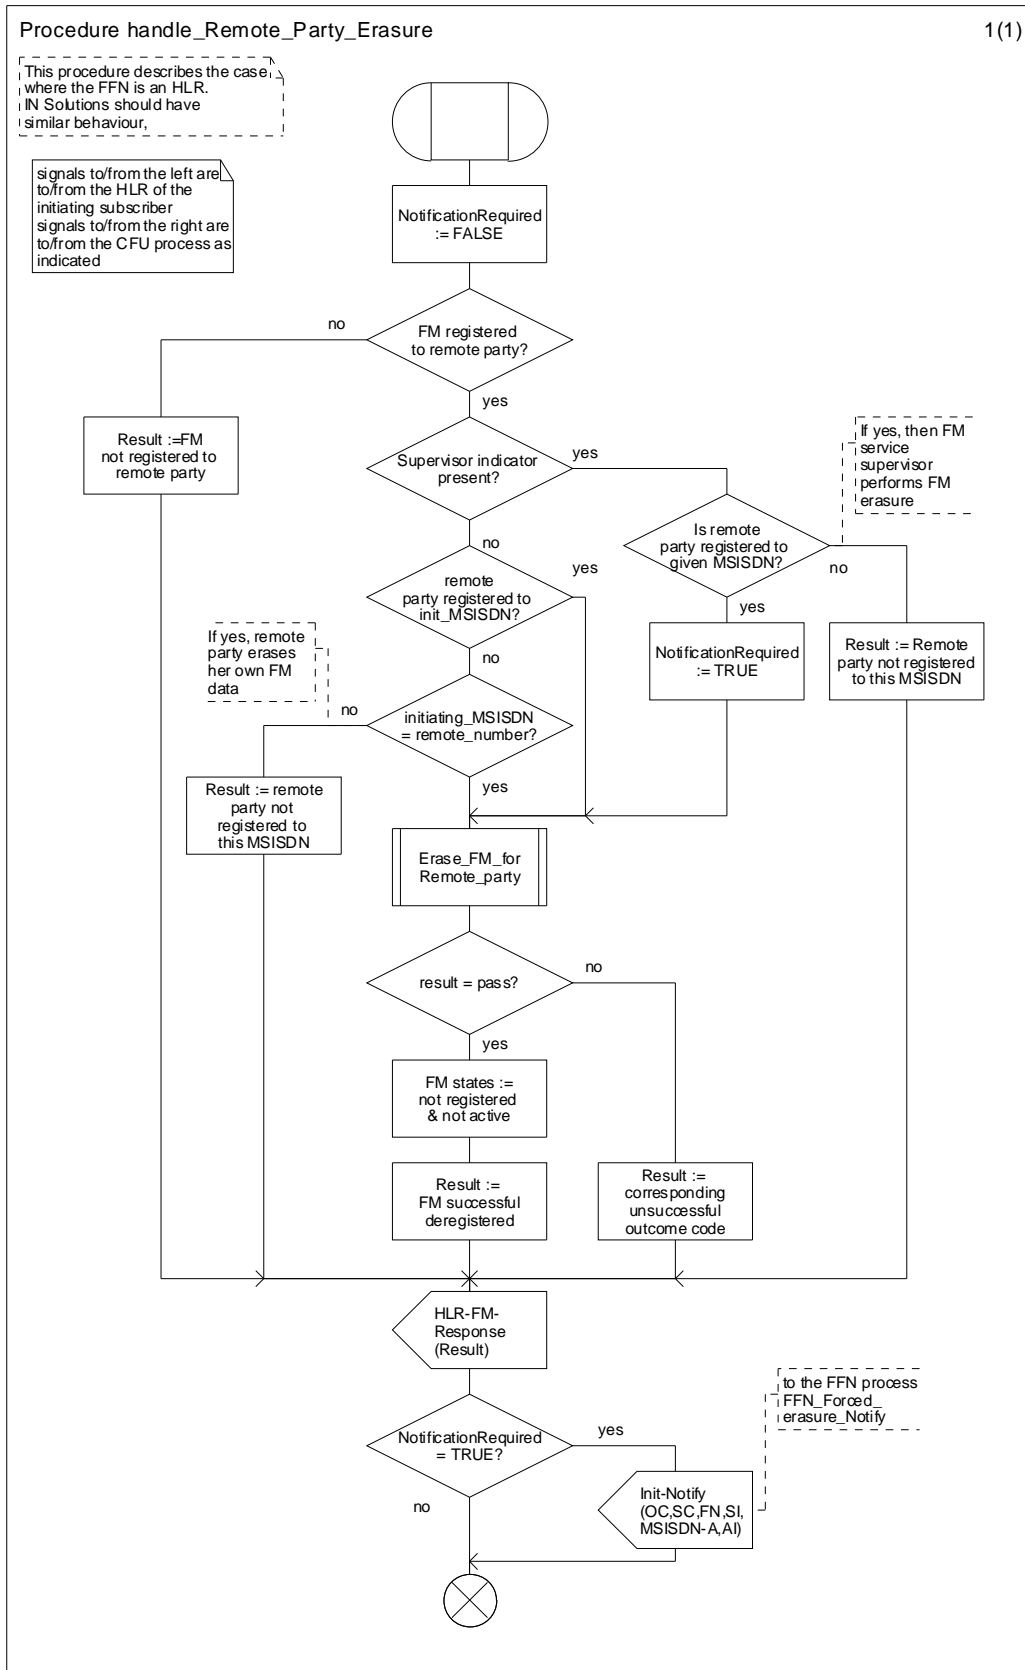 Procedure handle_Remote_Party_Erasure
1(1)
This procedure describes the case
where the FFN is an HLR.
IN Solutions should have
similar behaviour,
signals to/from the left are
to/from the HLR of the
initiating subscriber
signals to/from the right are
to/from the CFU process as
indicated
NotificationRequired
:= FALSE
FM registered
to remote party?
no
yes
Result :=FM
not registered to
remote party
Supervisor indicator
present?
yes
no
If yes, then FM
service
supervisor
performs FM
erasure
Is remote
party registered to
given MSISDN?
no
yes
remote
party registered to
init_MSISDN?
yes
no
If yes, remote
party erases
her own FM
data
NotificationRequired
:= TRUE
Result := Remote
party not registered
to this MSISDN
initiating_MSISDN
= remote_number?
no
yes
Result := remote
party not
registered to
this MSISDN
Erase_FM_for
Remote_party
result = pass?
no
yes
FM states :=
not registered
& not active
Result :=
FM successful
deregistered
Result :=
corresponding
unsuccessful
outcome code
HLR-FM-
Response
(Result)
to the FFN process
FFN_Forced_
erasure_Notify
NotificationRequired
= TRUE?
yes
no
Init-Notify
(OC,SC,FN,SI,
MSISDN-A,AI)